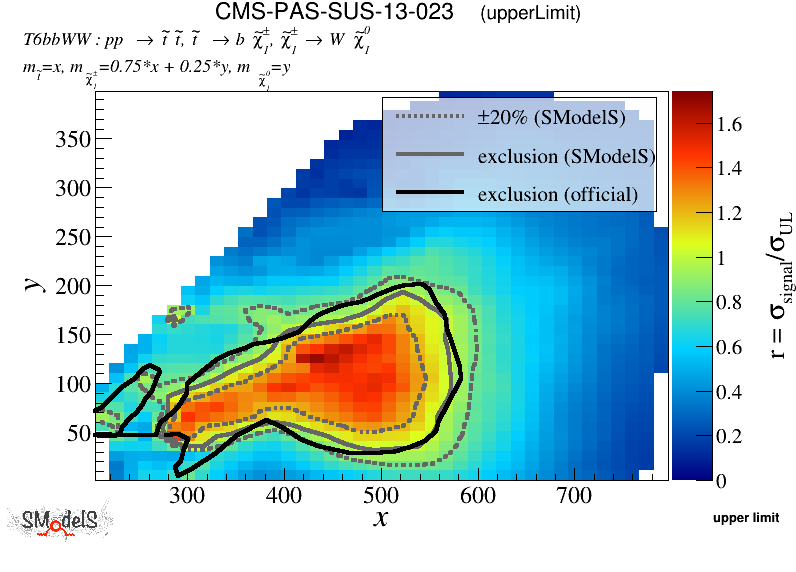 CMS-PAS-SUS-13-023 (upperLimit)
T6bbWW : pp → t̃ t̃, t̃ → b χ̃₁^±, χ̃₁^± → W χ̃₁⁰
m_t̃=x, m_χ̃₁^±=0.75*x + 0.25*y, m_χ̃₁⁰=y
±20% (SModelS)
exclusion (SModelS)
exclusion (official)
350
300
250
200
150
100
50
y
300
400
500
600
700
x
1.6
1.4
1.2
1
0.8
0.6
0.4
0.2
0
r = σ_signal/σ_UL
SModelS
upper limit